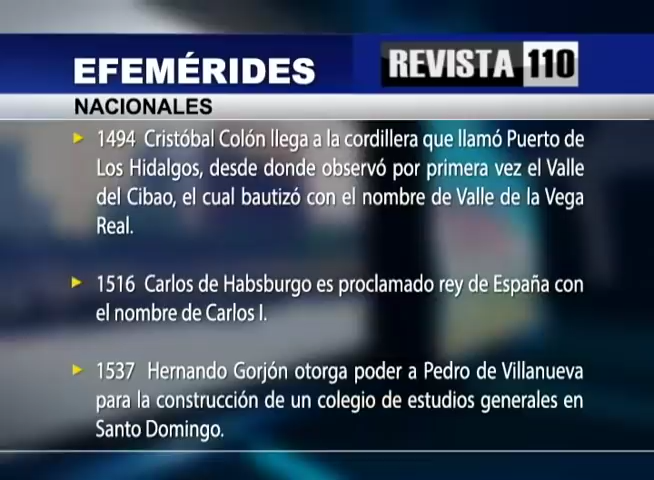 EFEMÉRIDES
REVISTA 110
NACIONALES
1494 Cristóbal Colón llega a la cordillera que llamó Puerto de
Los Hidalgos, desde donde observó por primera vez el Valle
del Cibao, el cual bautizó con el nombre de Valle de la Vega
Real.
1516 Carlos de Habsburgo es proclamado rey de España con
el nombre de Carlos I.
1537 Hernando Gorjón otorga poder a Pedro de Villanueva
para la construcción de un colegio de estudios generales en
Santo Domingo.